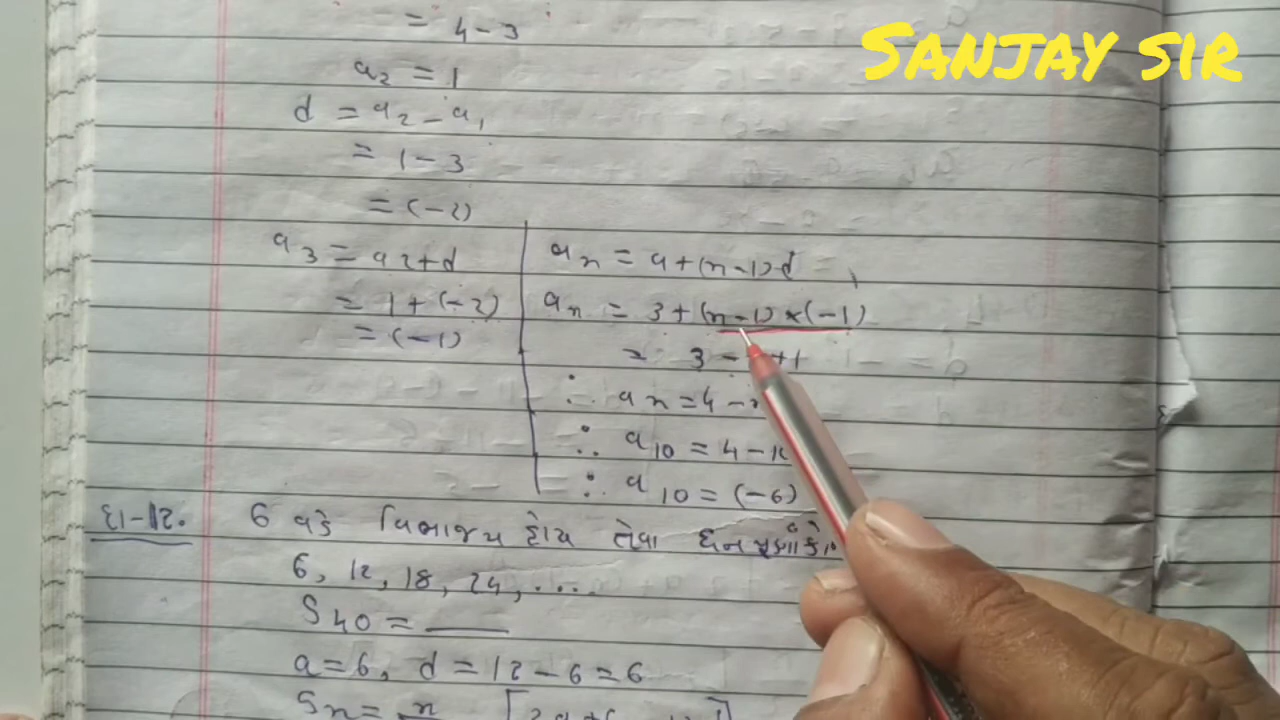 SANJAY SIR
= 4-3
a2 = 1
d = a2 - a1
= 1-3
= (-2)
a3 = a2+d
= 1+(-2)
= (-1)
an = a+(n-1)d
an = 3+(n-1)×(-1)
= 3- +1
∴ an = 4-
∴ a10 = 4-
∴ a10 = (-6)
દા-12. 6 વડે વિભાજ્ય હોય તેવા ધન પૂર્ણાંકો
6, 12, 18, 24, ....
S40 = ___
a=6, d=12-6=6
Sn = n